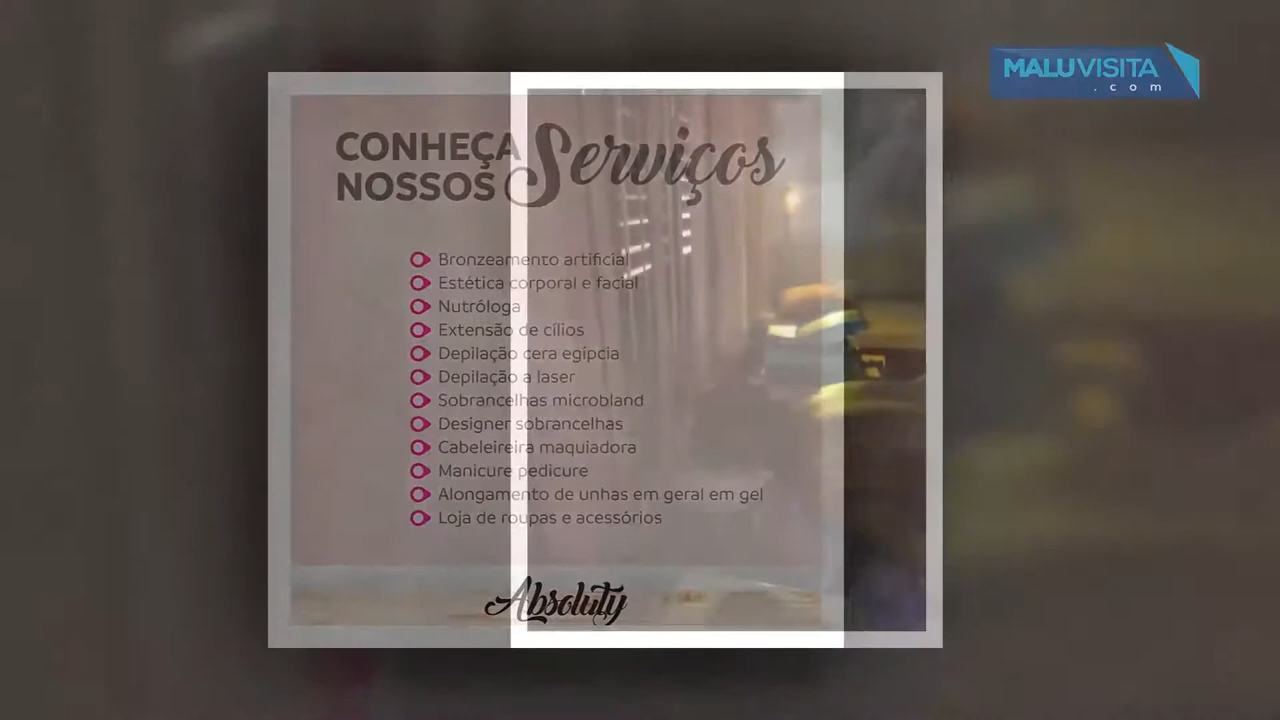 MALUVISITA
.com
CONHEÇA
NOSSOS Serviços
Bronzeamento artificial
Estética corporal e facial
Nutróloga
Extensão de cílios
Depilação cera egípcia
Depilação a laser
Sobrancelhas microbland
Designer sobrancelhas
Cabeleireira maquiadora
Manicure pedicure
Alongamento de unhas em geral em gel
Loja de roupas e acessórios
Absoluty